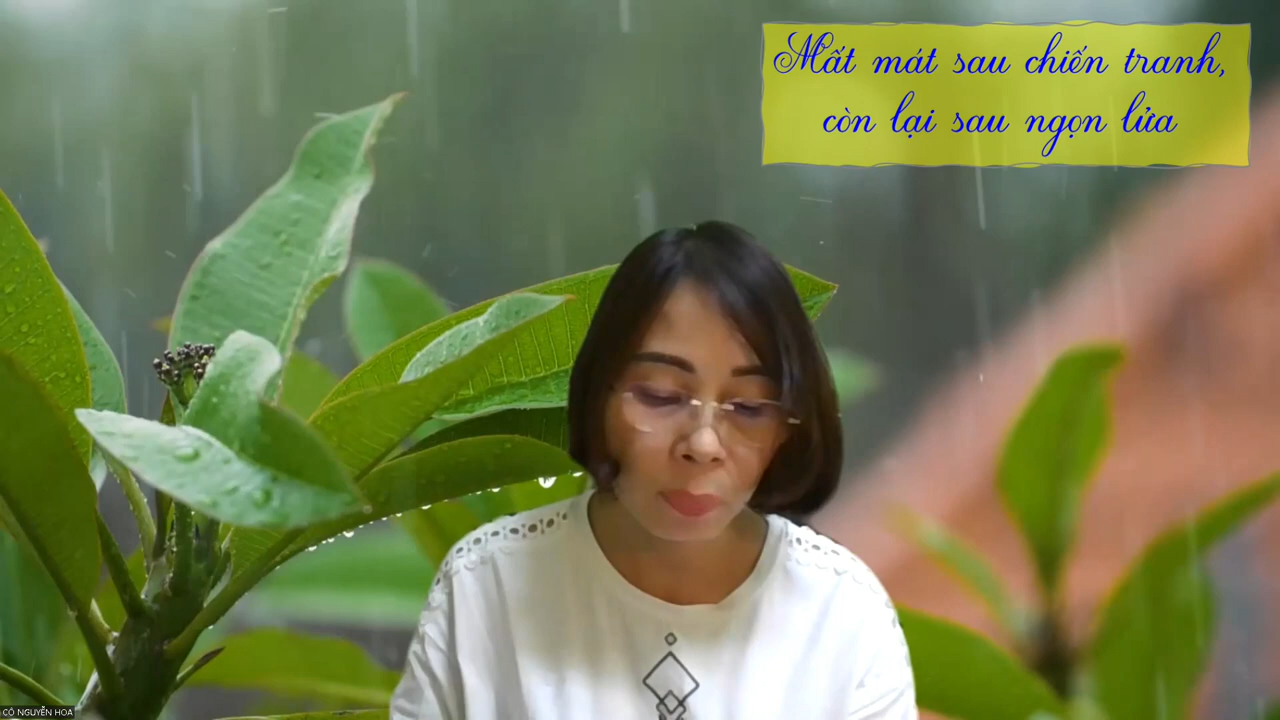 Mất mát sau chiến tranh,
còn lại sau ngọn lửa
CÔ NGUYỄN HOA